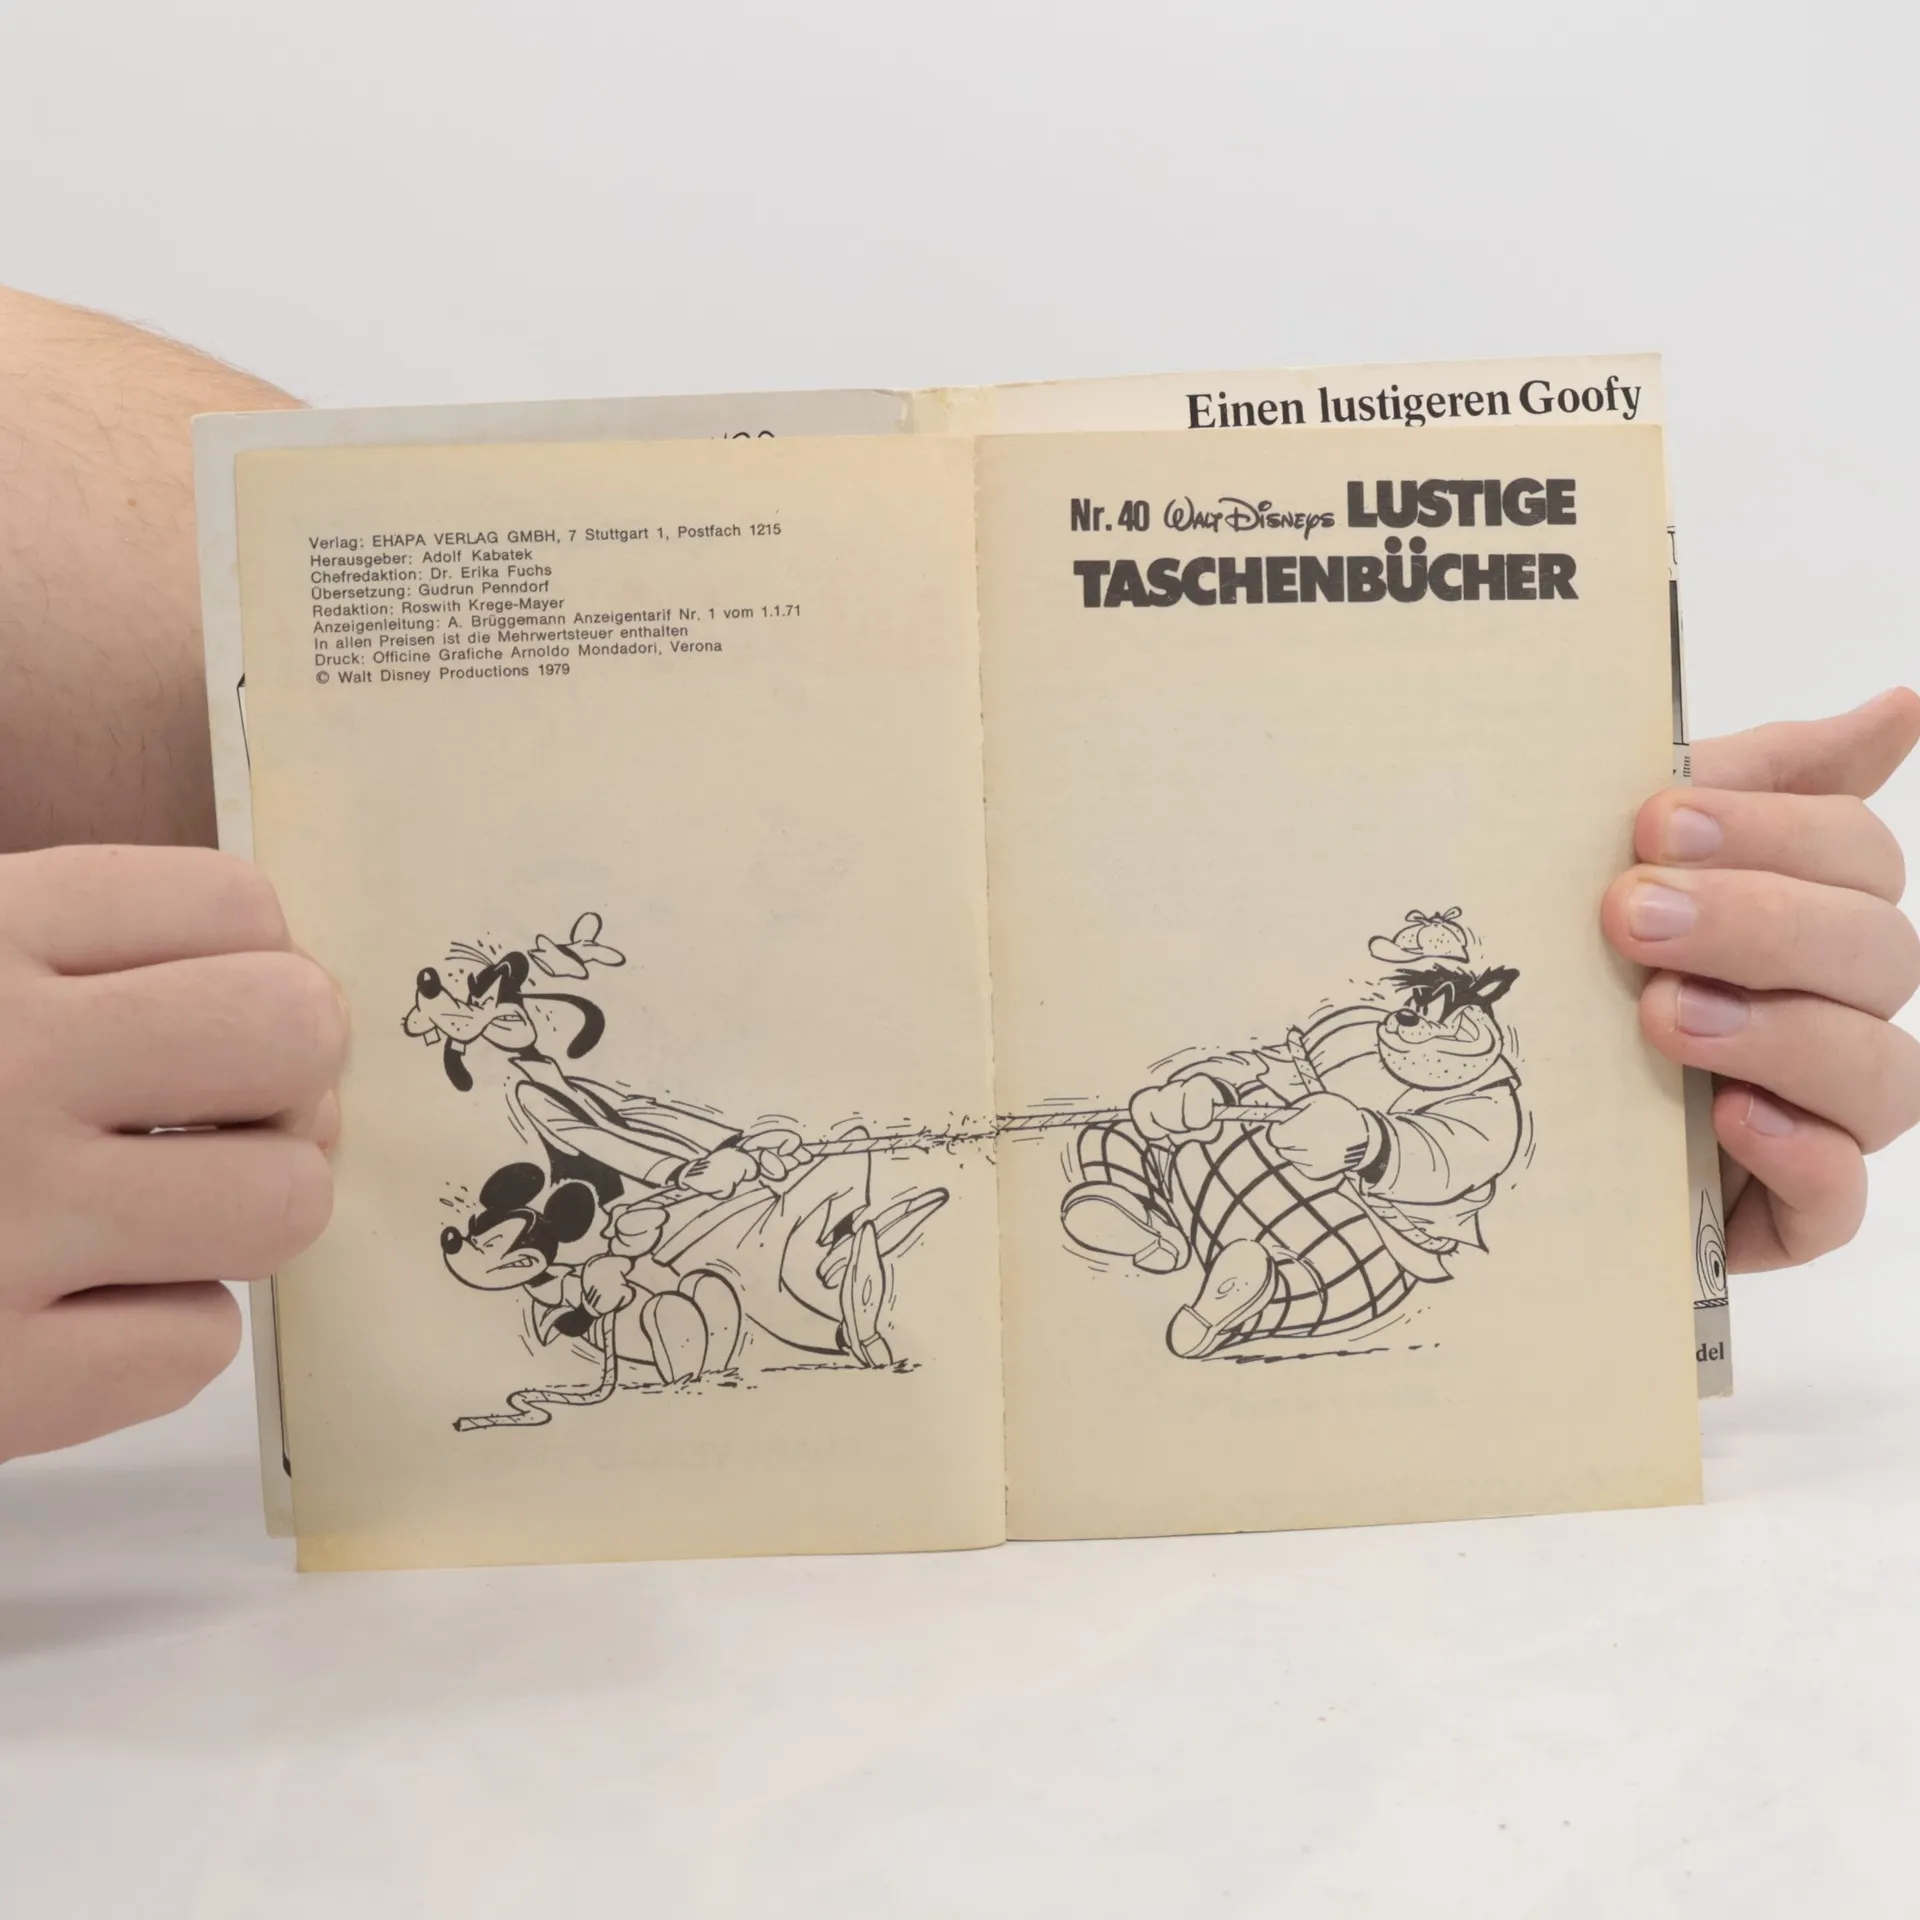 Einen lustigeren Goofy
Verlag: EHAPA VERLAG GMBH, 7 Stuttgart 1, Postfach 1215
Herausgeber: Adolf Kabatek
Chefredaktion: Dr. Erika Fuchs
Übersetzung: Gudrun Penndorf
Redaktion: Roswith Krege-Mayer
Anzeigenleitung: A. Brüggemann Anzeigentarif Nr. 1 vom 1.1.71
In allen Preisen ist die Mehrwertsteuer enthalten
Druck: Officine Grafiche Arnoldo Mondadori, Verona
© Walt Disney Productions 1979
Nr. 40 Walt Disneys LUSTIGE
TASCHENBÜCHER
del